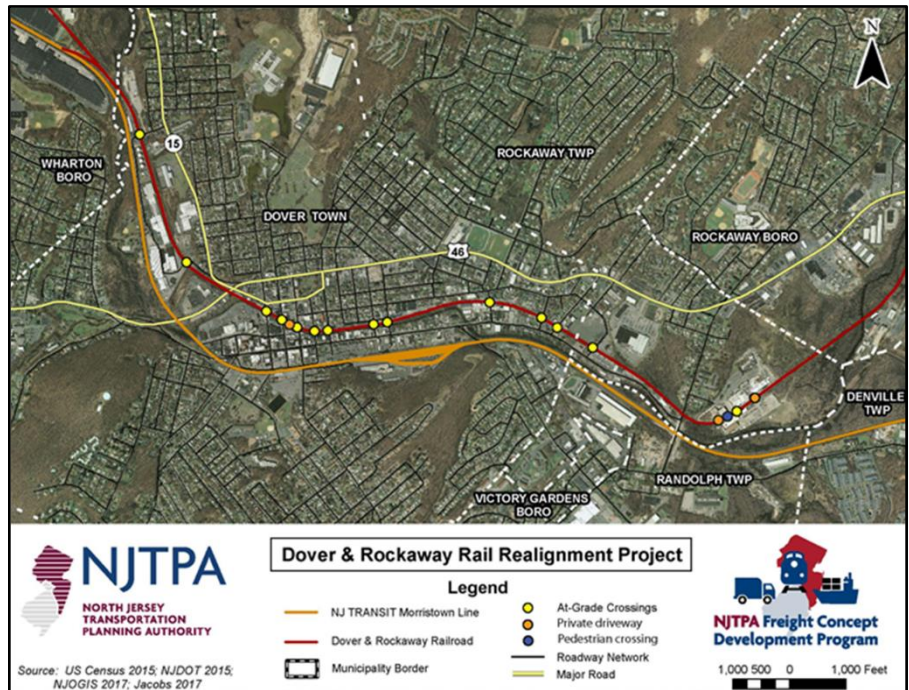 N
15
WHARTON
BORO
ROCKAWAY TWP
DOVER TOWN
ROCKAWAY BORO
46
DENVILLE
TWP
RANDOLPH TWP
VICTORY GARDENS
BORO
NJTPA
NORTH JERSEY
TRANSPORTATION
PLANNING AUTHORITY
Source: US Census 2015; NJDOT 2015;
NJOGIS 2017; Jacobs 2017
Dover & Rockaway Rail Realignment Project
Legend
NJ TRANSIT Morristown Line
Dover & Rockaway Railroad
Municipality Border
At-Grade Crossings
Private driveway
Pedestrian crossing
Roadway Network
Major Road
NJTPA Freight Concept
Development Program
1,000 500 0 1,000 Feet